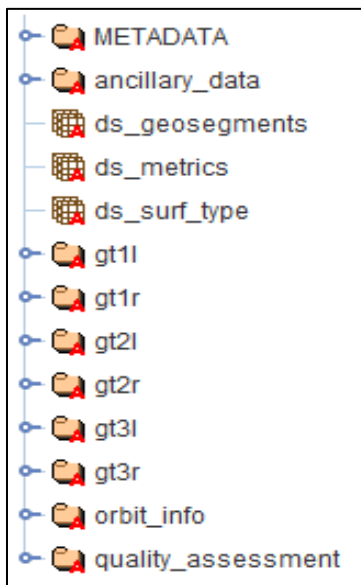 METADATA
ancillary_data
ds_geosegments
ds_metrics
ds_surf_type
gt1l
gt1r
gt2l
gt2r
gt3l
gt3r
orbit_info
quality_assessment